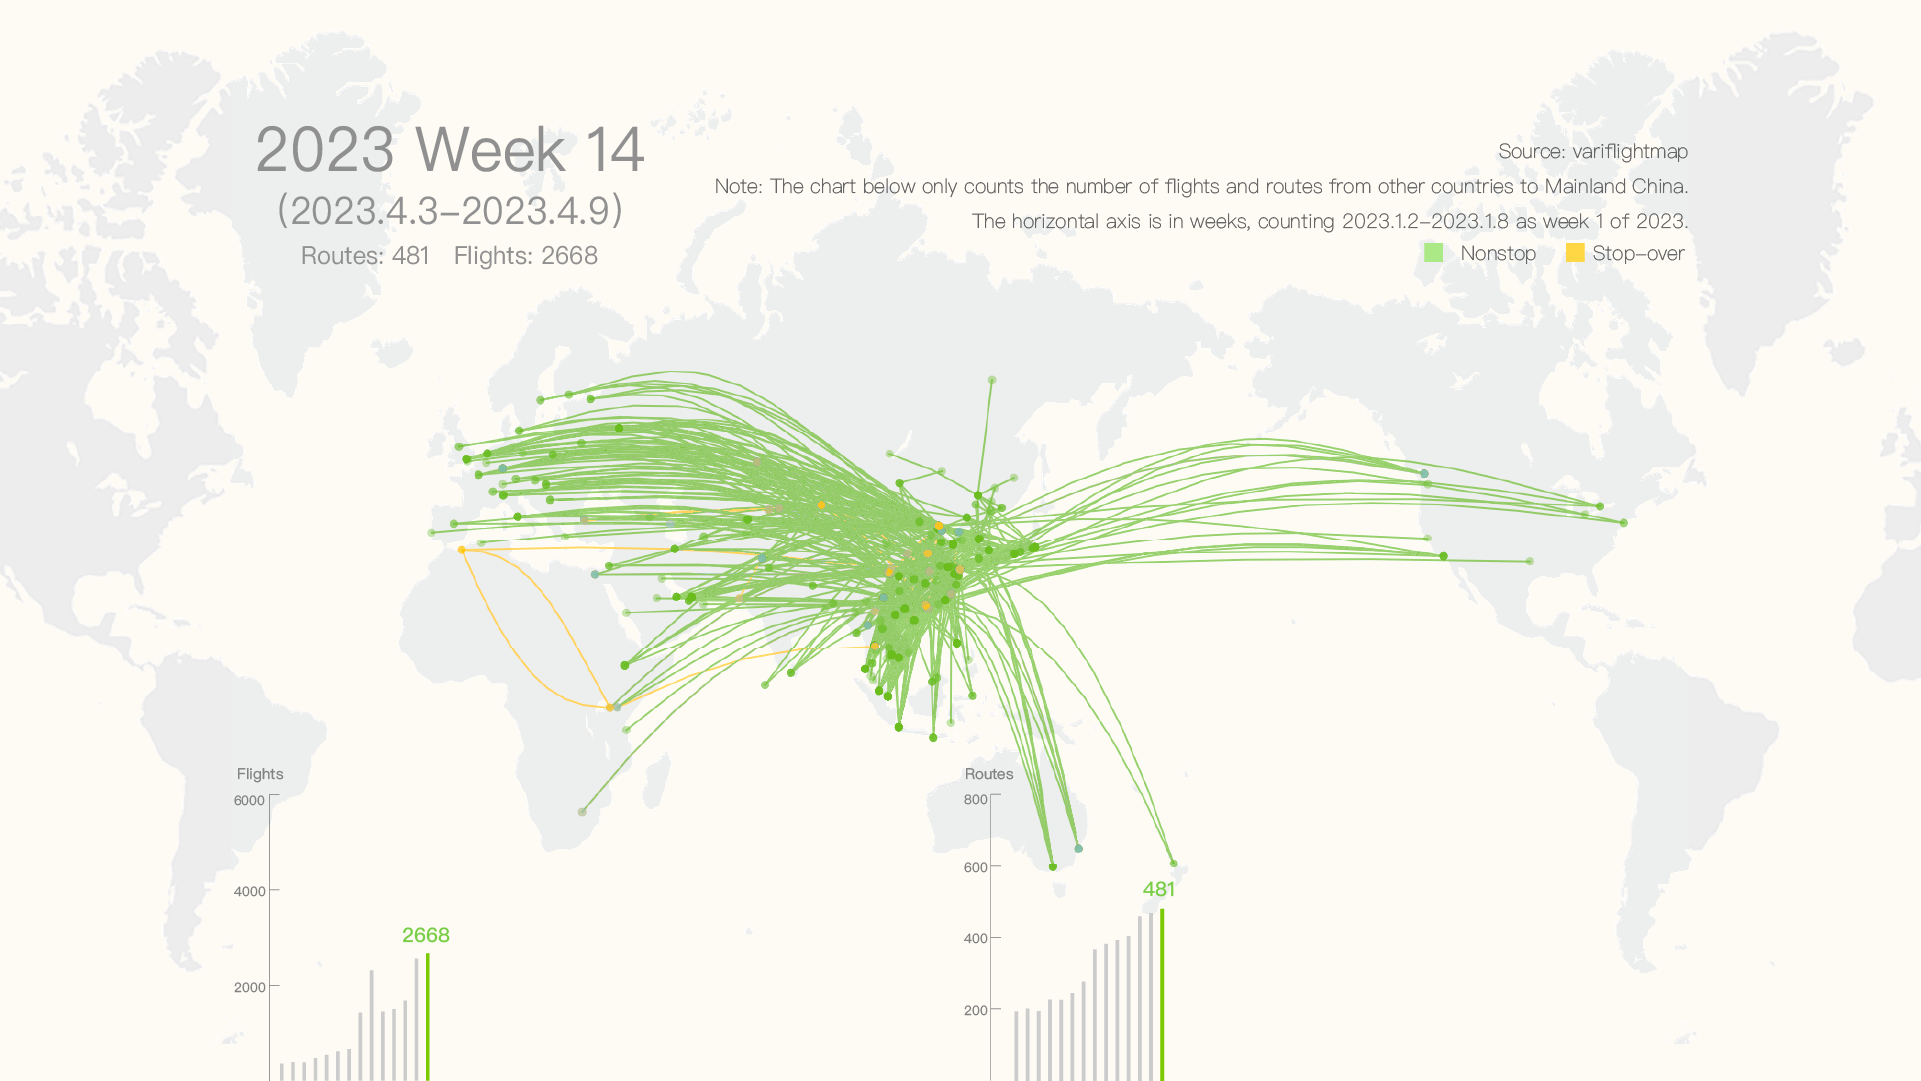 2023 Week 14
(2023.4.3–2023.4.9)
Routes: 481 Flights: 2668
Source: variflightmap
Note: The chart below only counts the number of flights and routes from other countries to Mainland China.
The horizontal axis is in weeks, counting 2023.1.2–2023.1.8 as week 1 of 2023.
Nonstop Stop–over
Flights
6000
4000
2668
2000
Routes
800
600
481
400
200